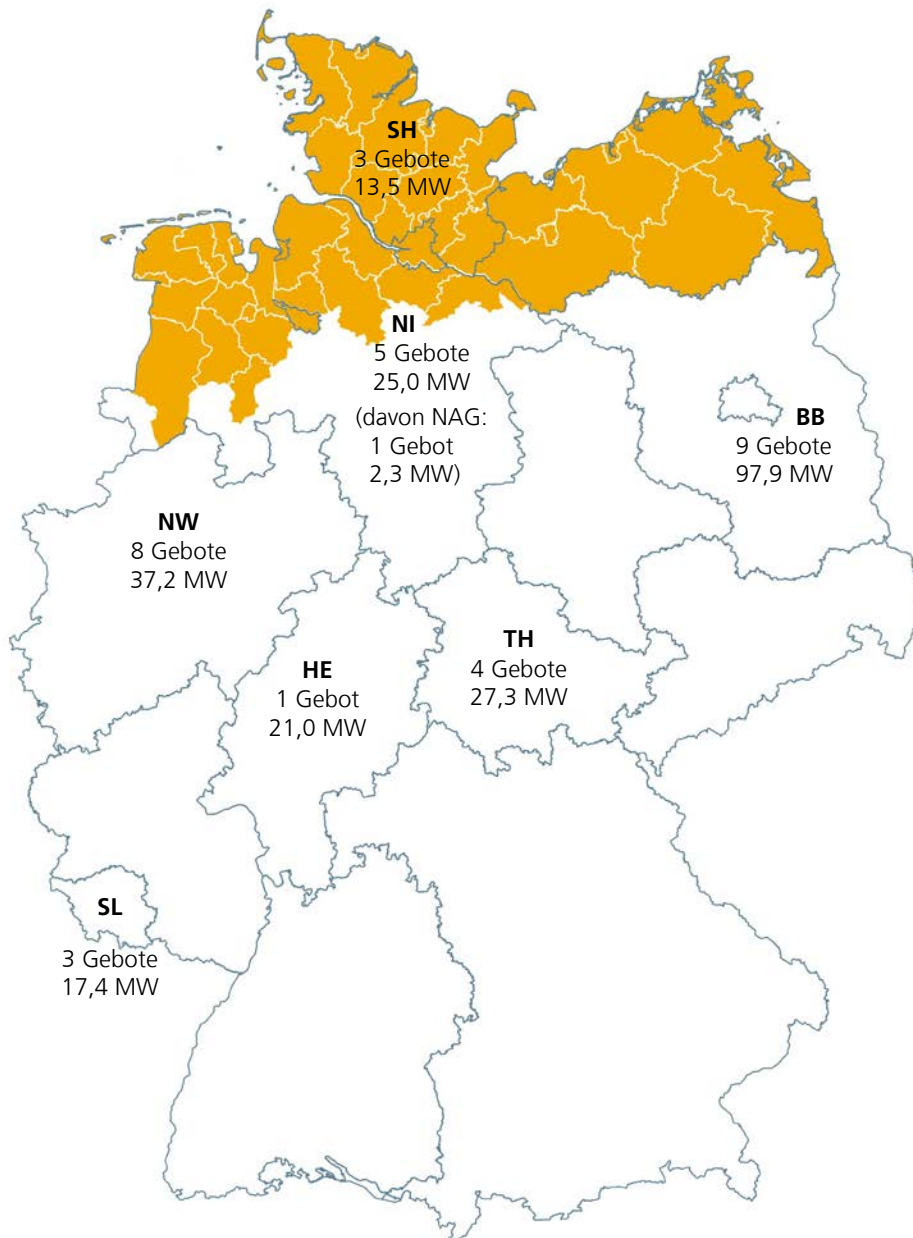 SH
3 Gebote
13,5 MW
NI
5 Gebote
25,0 MW
(davon NAG:
1 Gebot
2,3 MW)
BB
9 Gebote
97,9 MW
NW
8 Gebote
37,2 MW
HE
1 Gebot
21,0 MW
TH
4 Gebote
27,3 MW
SL
3 Gebote
17,4 MW